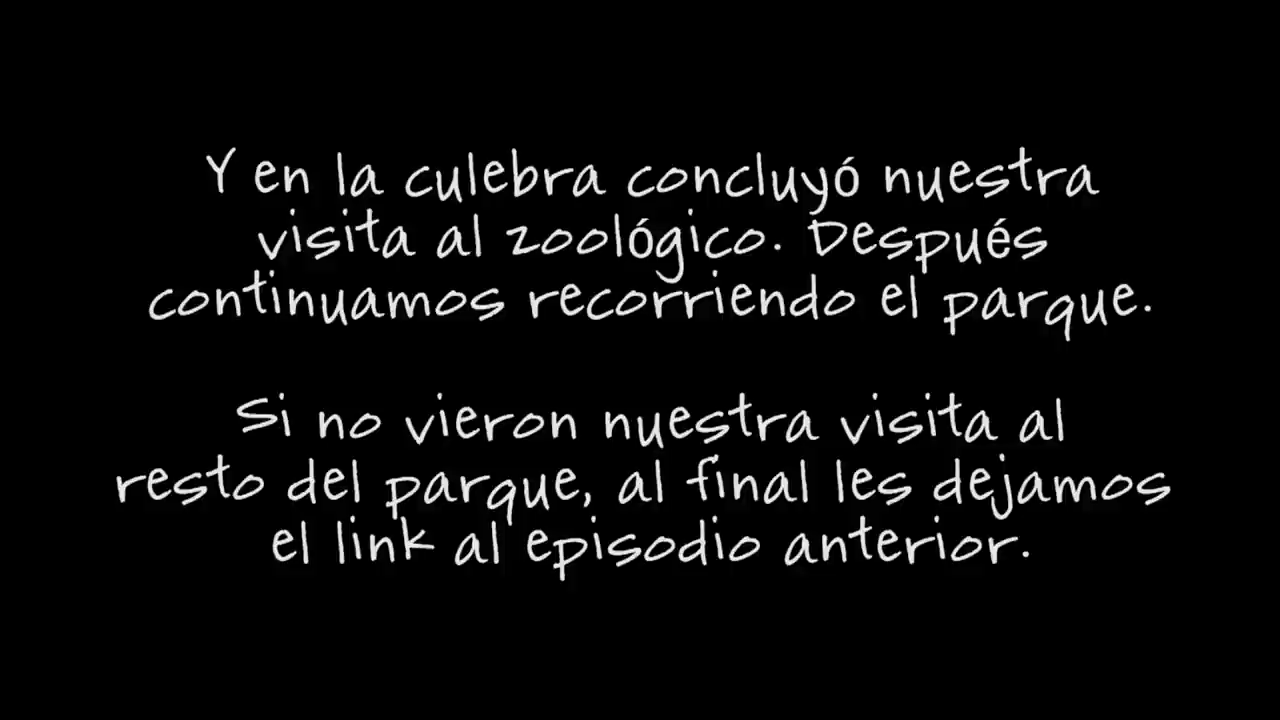 Y en la culebra concluyó nuestra
visita al zoológico. Después
continuamos recorriendo el parque.
Si no vieron nuestra visita al
resto del parque, al final les dejamos
el link al episodio anterior.